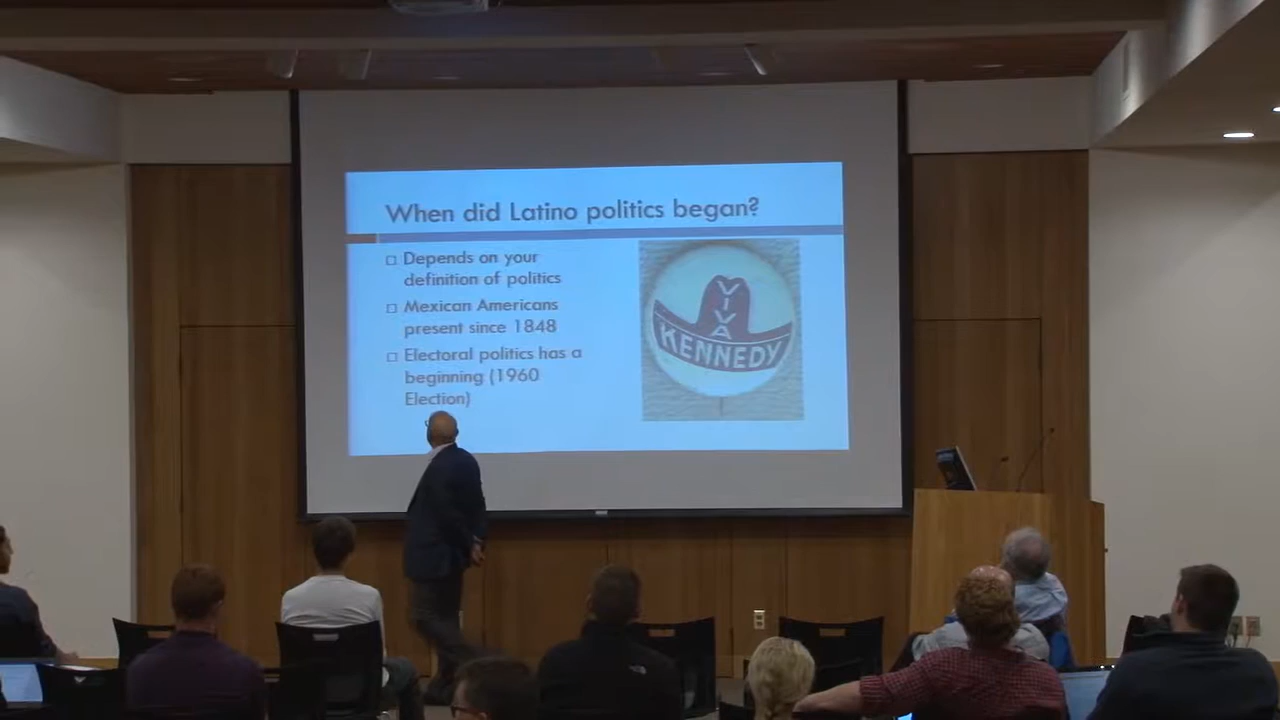 When did Latino politics began?
Depends on your
definition of politics
Mexican Americans
present since 1848
Electoral politics has a
beginning (1960
Election)
VIVA
KENNEDY